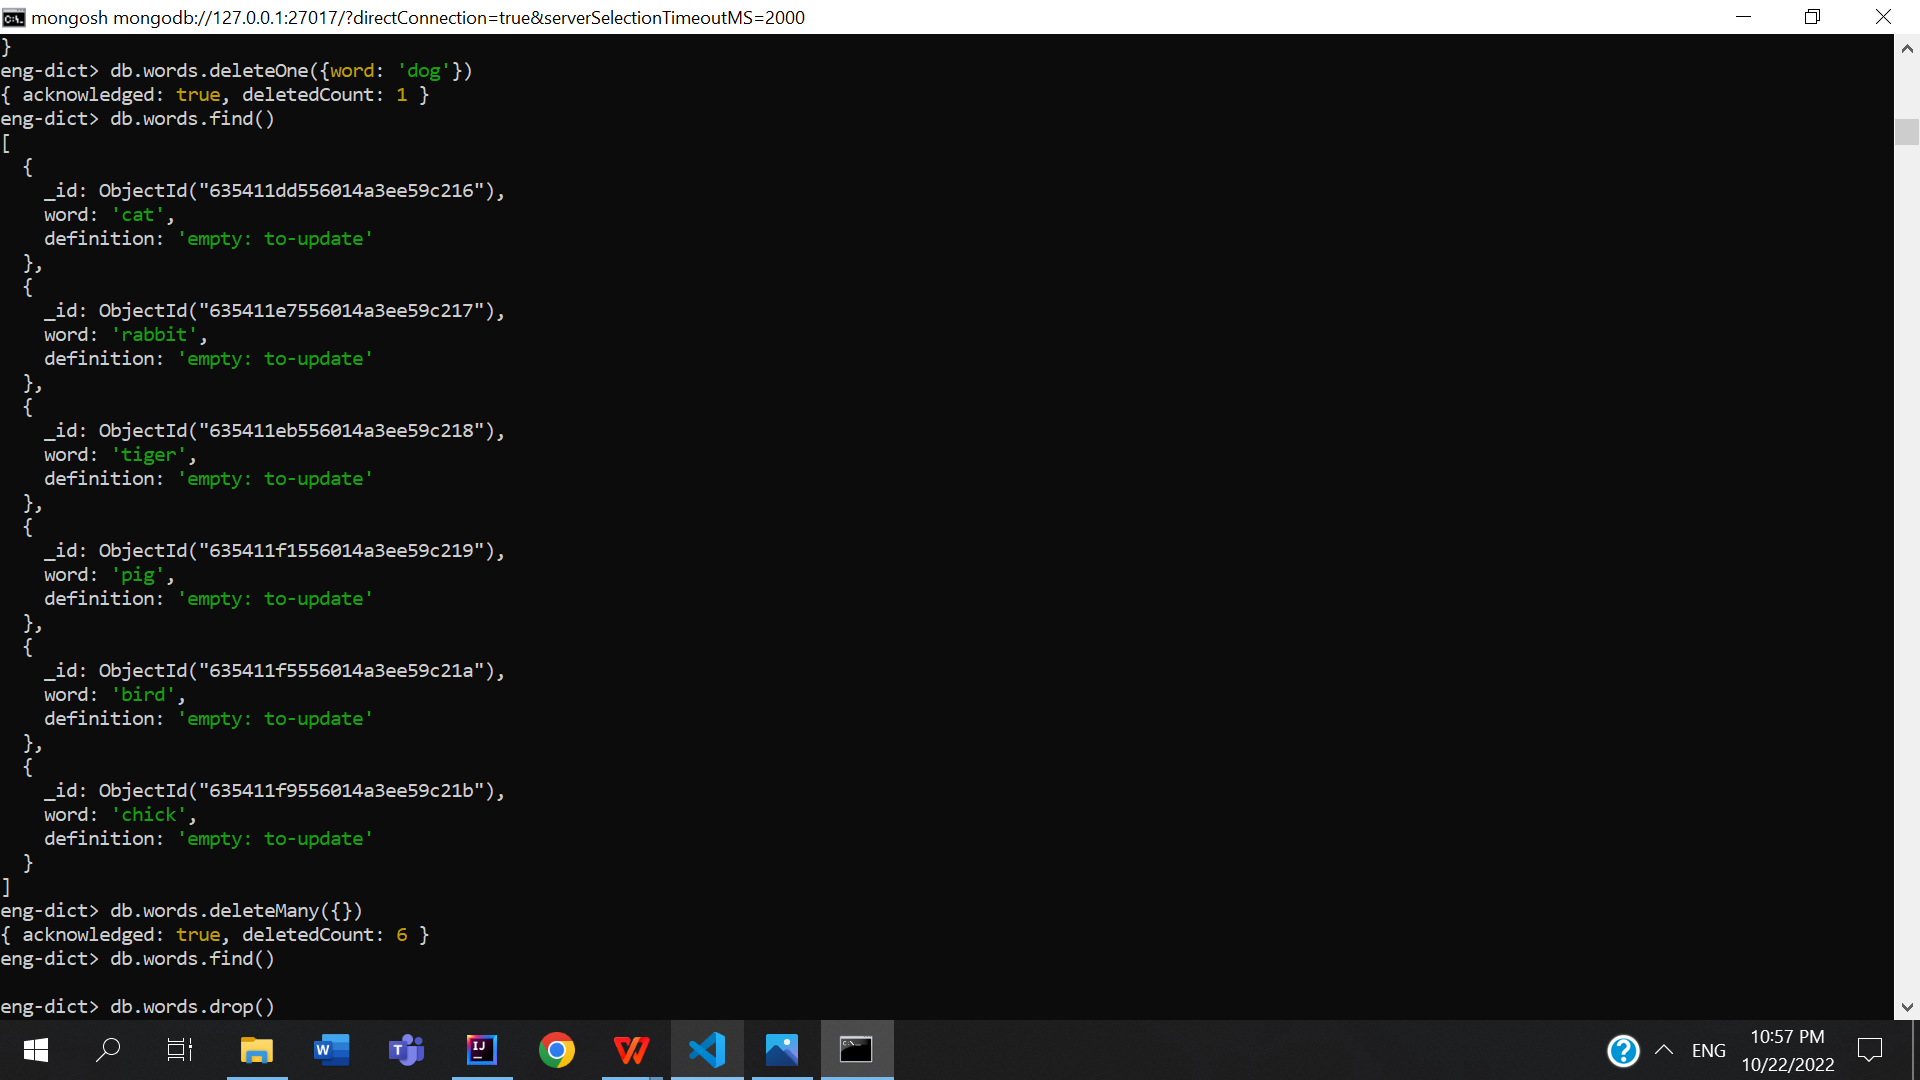 mongosh mongodb://127.0.0.1:27017/?directConnection=true&serverSelectionTimeoutMS=2000
}
eng-dict> db.words.deleteOne({word: 'dog'})
{ acknowledged: true, deletedCount: 1 }
eng-dict> db.words.find()
[
  {
    _id: ObjectId("635411dd556014a3ee59c216"),
    word: 'cat',
    definition: 'empty: to-update'
  },
  {
    _id: ObjectId("635411e7556014a3ee59c217"),
    word: 'rabbit',
    definition: 'empty: to-update'
  },
  {
    _id: ObjectId("635411eb556014a3ee59c218"),
    word: 'tiger',
    definition: 'empty: to-update'
  },
  {
    _id: ObjectId("635411f1556014a3ee59c219"),
    word: 'pig',
    definition: 'empty: to-update'
  },
  {
    _id: ObjectId("635411f5556014a3ee59c21a"),
    word: 'bird',
    definition: 'empty: to-update'
  },
  {
    _id: ObjectId("635411f9556014a3ee59c21b"),
    word: 'chick',
    definition: 'empty: to-update'
  }
]
eng-dict> db.words.deleteMany({})
{ acknowledged: true, deletedCount: 6 }
eng-dict> db.words.find()

eng-dict> db.words.drop()
ENG
10:57 PM
10/22/2022